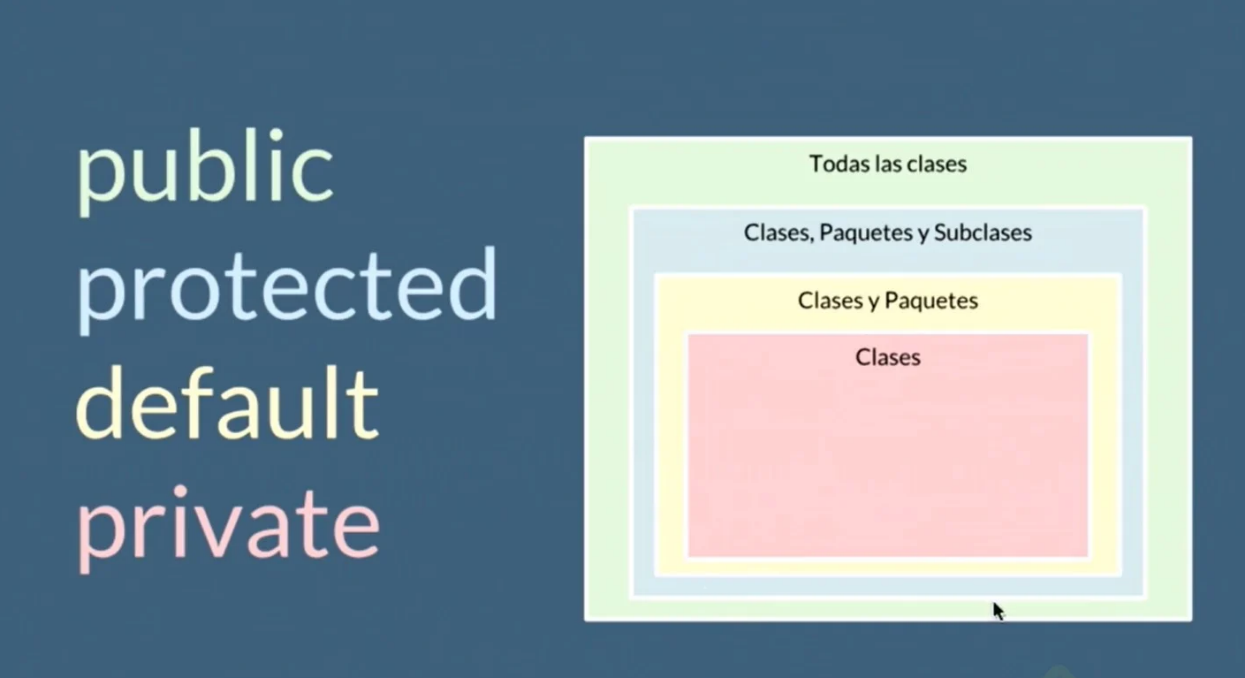 public
protected
default
private
Todas las clases
Clases, Paquetes y Subclases
Clases y Paquetes
Clases